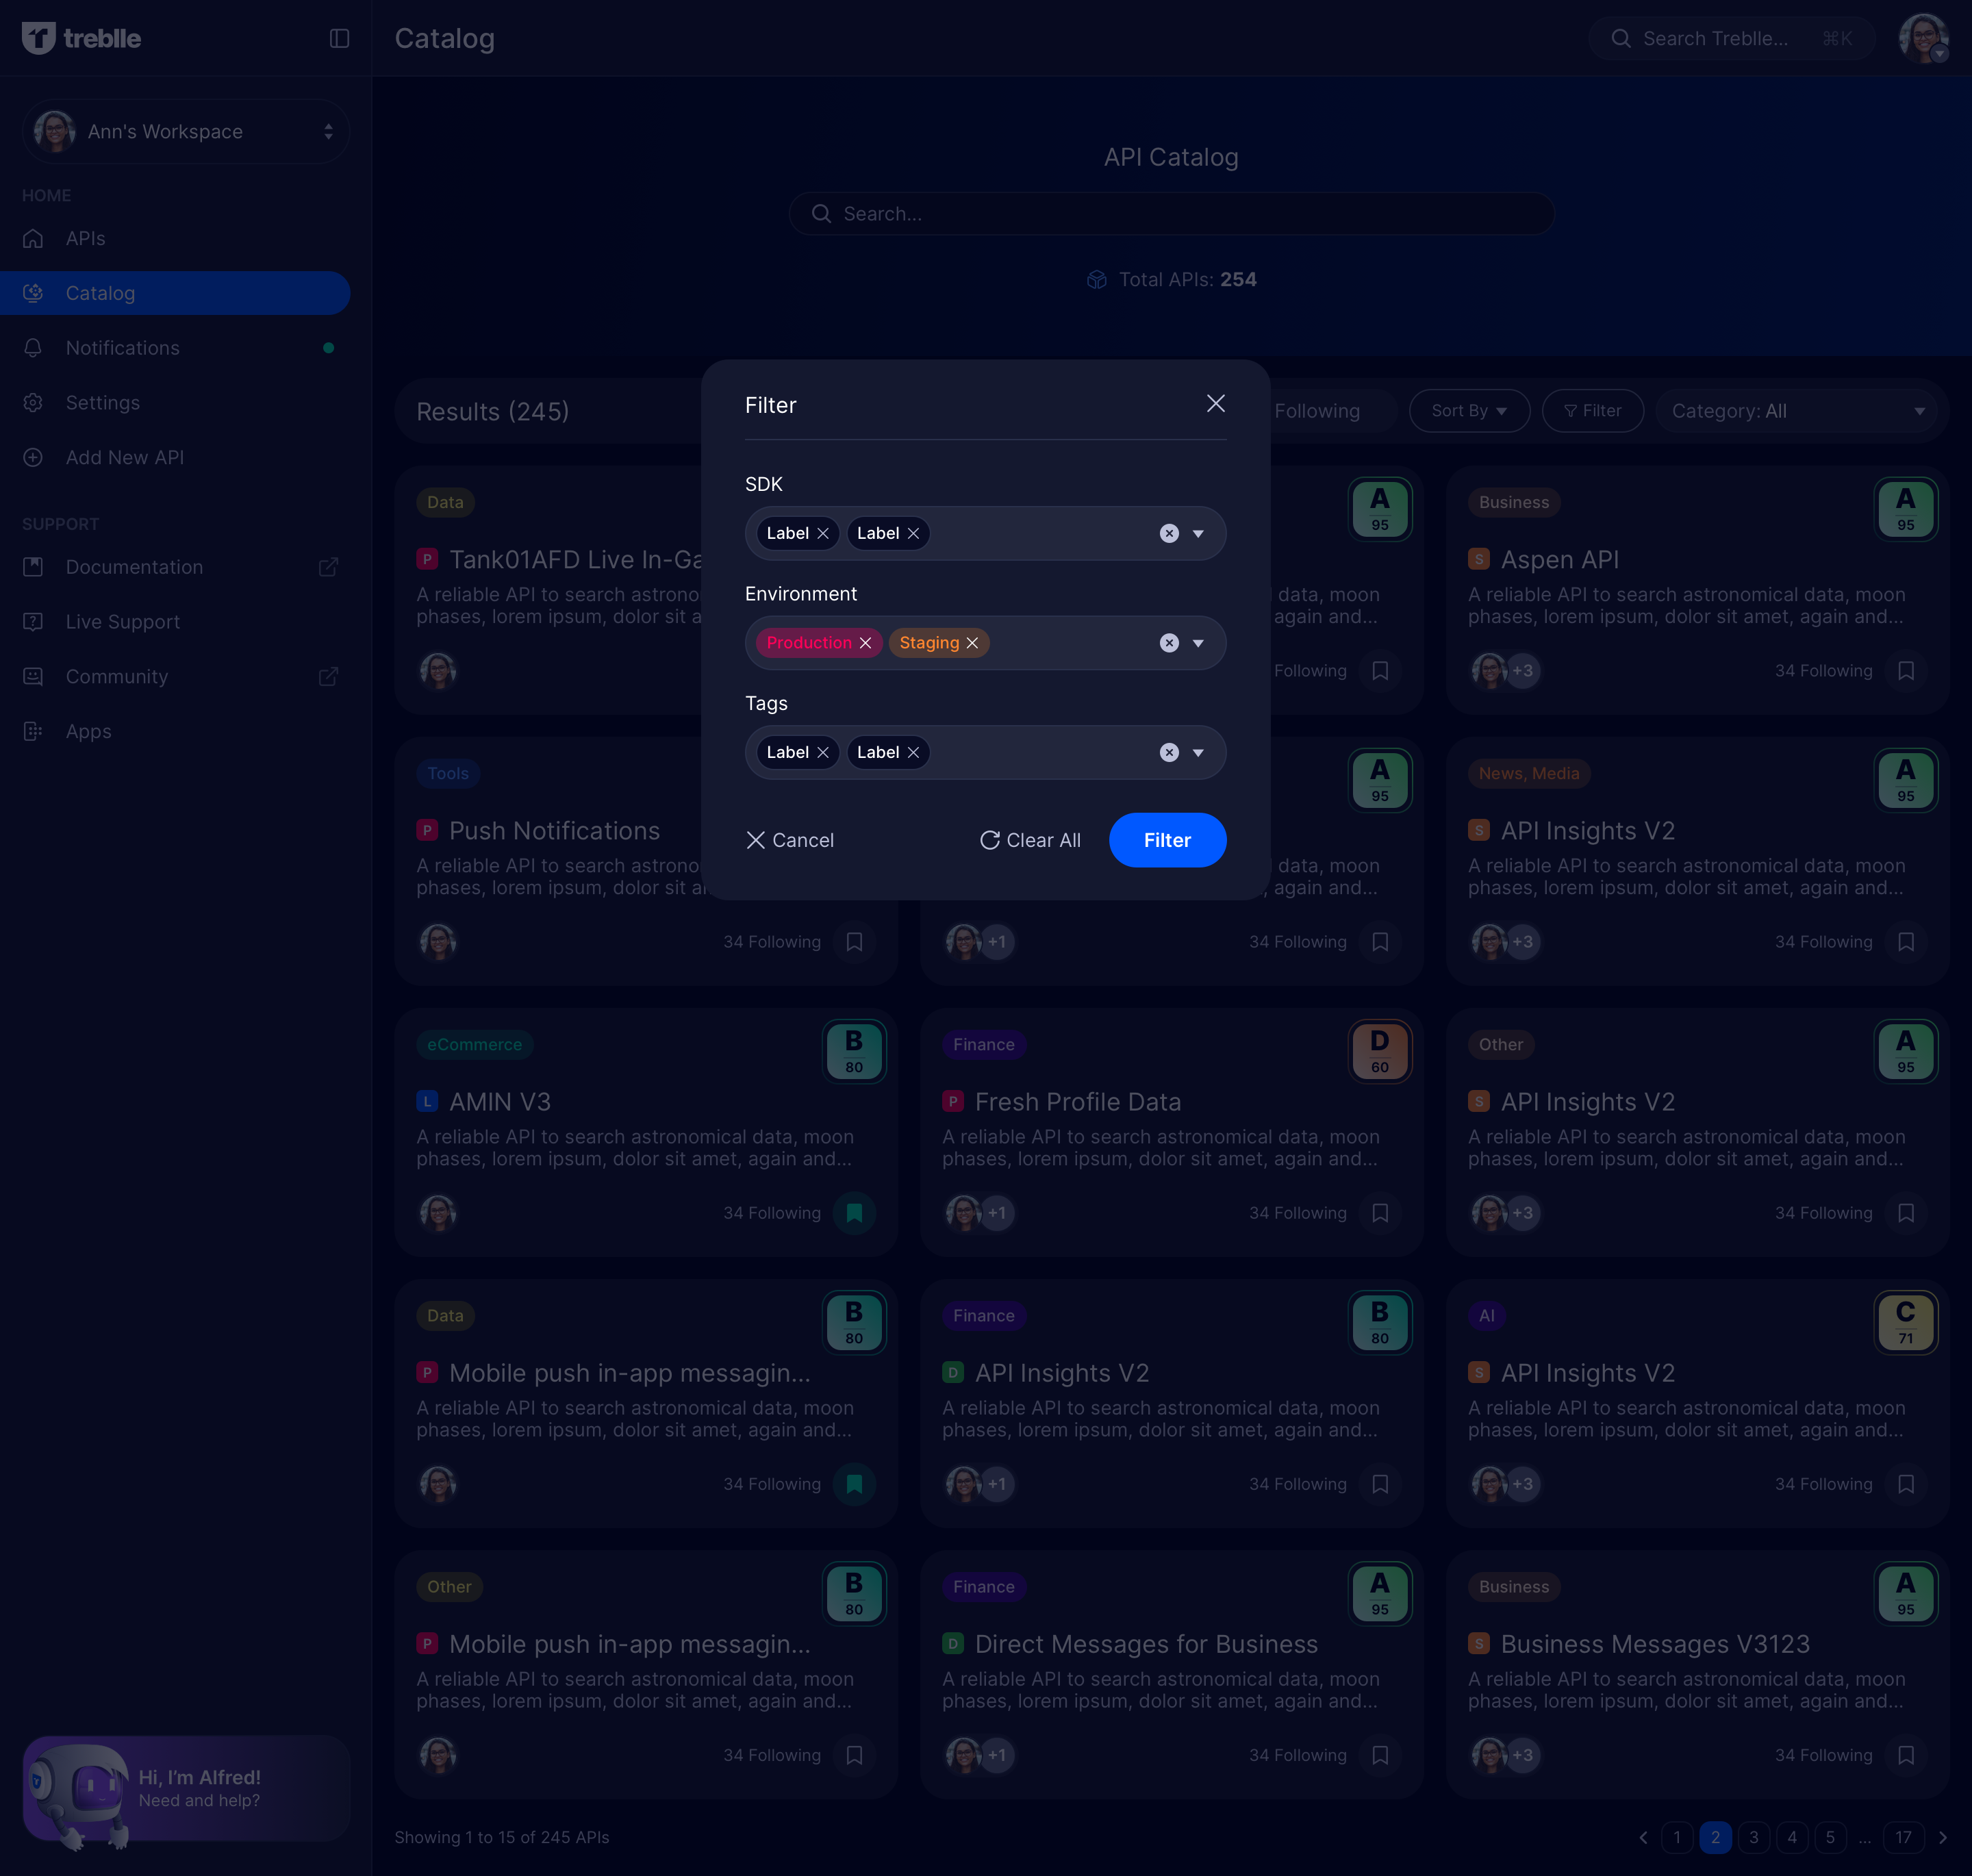 treblle
Catalog
Search Treblle... ⌘K
Ann's Workspace
HOME
APIs
Catalog
Notifications
Settings
Add New API
SUPPORT
Documentation
Live Support
Community
Apps
Hi, I'm Alfred!
Need and help?
API Catalog
Search...
Total APIs: 254
Results (245)
Following
Sort By
Filter
Category: All
Filter
SDK
Label Label
Environment
Production Staging
Tags
Label Label
Cancel
Clear All
Filter
Data
P Tank01AFD Live In-Ga
A reliable API to search astrono
phases, lorem ipsum, dolor sit a
A
95
data, moon
, again and...
Following
Business
A
95
S Aspen API
A reliable API to search astronomical data, moon
phases, lorem ipsum, dolor sit amet, again and...
+3
34 Following
Tools
P Push Notifications
A reliable API to search astrono
phases, lorem ipsum, dolor sit a
34 Following
A
95
data, moon
, again and...
+1
34 Following
News, Media
A
95
S API Insights V2
A reliable API to search astronomical data, moon
phases, lorem ipsum, dolor sit amet, again and...
+3
34 Following
eCommerce
B
80
L AMIN V3
A reliable API to search astronomical data, moon
phases, lorem ipsum, dolor sit amet, again and...
34 Following
Finance
D
60
P Fresh Profile Data
A reliable API to search astronomical data, moon
phases, lorem ipsum, dolor sit amet, again and...
+1
34 Following
Other
A
95
S API Insights V2
A reliable API to search astronomical data, moon
phases, lorem ipsum, dolor sit amet, again and...
+3
34 Following
Data
B
80
P Mobile push in-app messagin...
A reliable API to search astronomical data, moon
phases, lorem ipsum, dolor sit amet, again and...
34 Following
Finance
B
80
D API Insights V2
A reliable API to search astronomical data, moon
phases, lorem ipsum, dolor sit amet, again and...
+1
34 Following
AI
C
71
S API Insights V2
A reliable API to search astronomical data, moon
phases, lorem ipsum, dolor sit amet, again and...
+3
34 Following
Other
B
80
P Mobile push in-app messagin...
A reliable API to search astronomical data, moon
phases, lorem ipsum, dolor sit amet, again and...
34 Following
Finance
A
95
D Direct Messages for Business
A reliable API to search astronomical data, moon
phases, lorem ipsum, dolor sit amet, again and...
+1
34 Following
Business
A
95
S Business Messages V3123
A reliable API to search astronomical data, moon
phases, lorem ipsum, dolor sit amet, again and...
+3
34 Following
Showing 1 to 15 of 245 APIs
1 2 3 4 5 ... 17